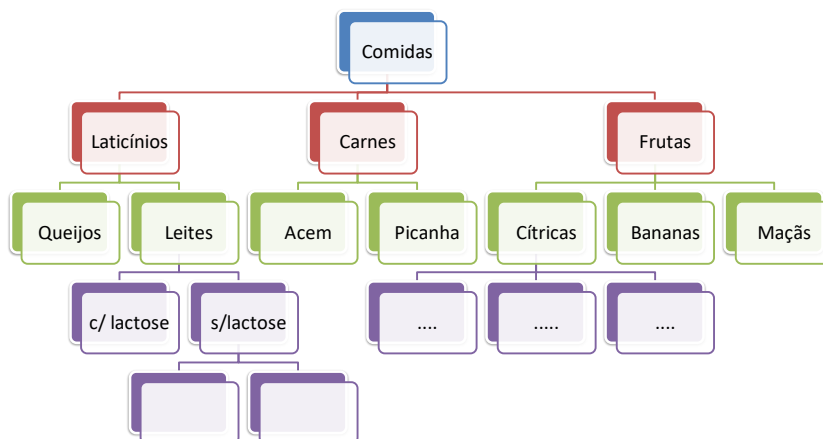 Comidas
Laticínios
Carnes
Frutas
Queijos
Leites
Acem
Picanha
Cítricas
Bananas
Maçãs
c/ lactose
s/lactose
....
.....
....